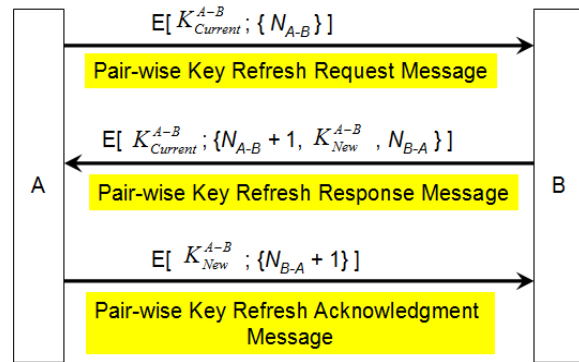 E[ K^{A-B}_{Current} ; { N_{A-B} } ]
Pair-wise Key Refresh Request Message
E[ K^{A-B}_{Current} ; {N_{A-B} + 1, K^{A-B}_{New} , N_{B-A} } ]
A
Pair-wise Key Refresh Response Message
B
E[ K^{A-B}_{New} ; {N_{B-A} + 1} ]
Pair-wise Key Refresh Acknowledgment
Message